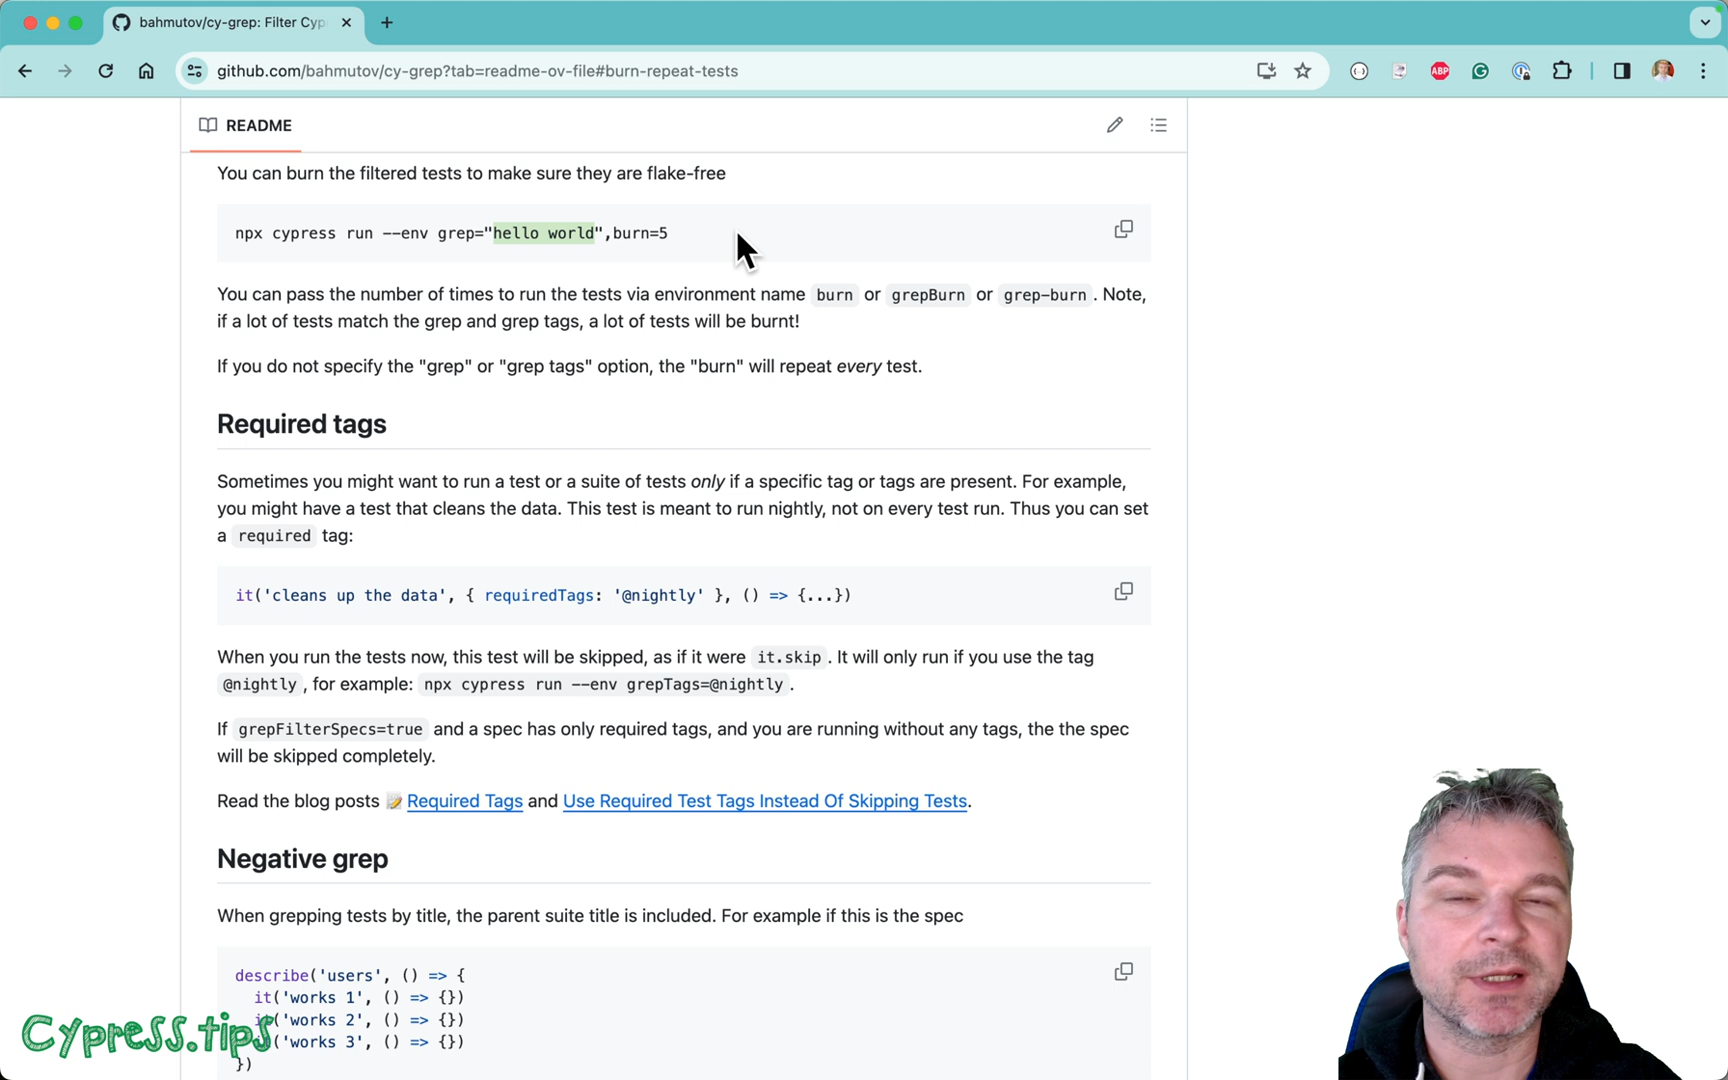 bahmutov/cy-grep: Filter Cyp
github.com/bahmutov/cy-grep?tab=readme-ov-file#burn-repeat-tests
ABP
README
You can burn the filtered tests to make sure they are flake-free
npx cypress run --env grep="hello world",burn=5
You can pass the number of times to run the tests via environment name burn or grepBurn or grep-burn . Note,
if a lot of tests match the grep and grep tags, a lot of tests will be burnt!
If you do not specify the "grep" or "grep tags" option, the "burn" will repeat every test.
Required tags
Sometimes you might want to run a test or a suite of tests only if a specific tag or tags are present. For example,
you might have a test that cleans the data. This test is meant to run nightly, not on every test run. Thus you can set
a required tag:
it('cleans up the data', { requiredTags: '@nightly' }, () => {...})
When you run the tests now, this test will be skipped, as if it were it.skip . It will only run if you use the tag
@nightly , for example: npx cypress run --env grepTags=@nightly .
If grepFilterSpecs=true and a spec has only required tags, and you are running without any tags, the the spec
will be skipped completely.
Read the blog posts 📝 Required Tags and Use Required Test Tags Instead Of Skipping Tests.
Negative grep
When grepping tests by title, the parent suite title is included. For example if this is the spec
describe('users', () => {
it('works 1', () => {})
it('works 2', () => {})
it('works 3', () => {})
})
Cypress.tips